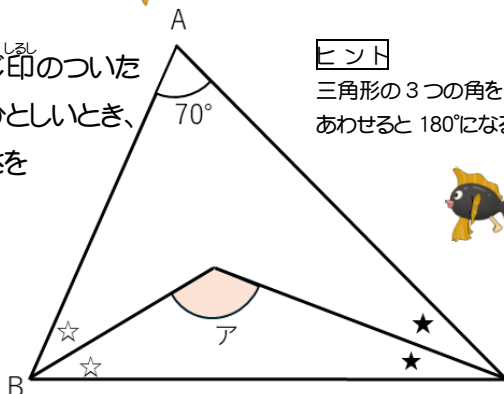 A
しるし
印のついた
ひとしいとき、
を
ヒント
三角形の3つの角を
あわせると 180°になる
70°
ア
☆
☆
★
★
B